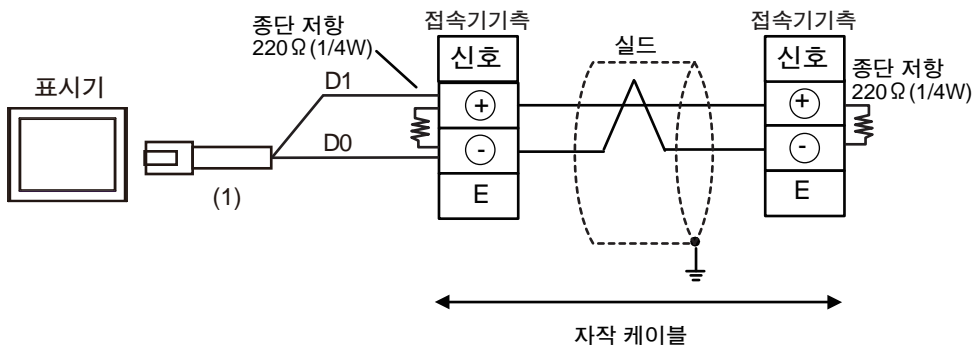 종단 저항
220Ω(1/4W)
접속기기측
접속기기측
신호
실드
신호
종단 저항
220Ω(1/4W)
표시기
D1
+
+
D0
-
-
(1)
E
E
자작 케이블